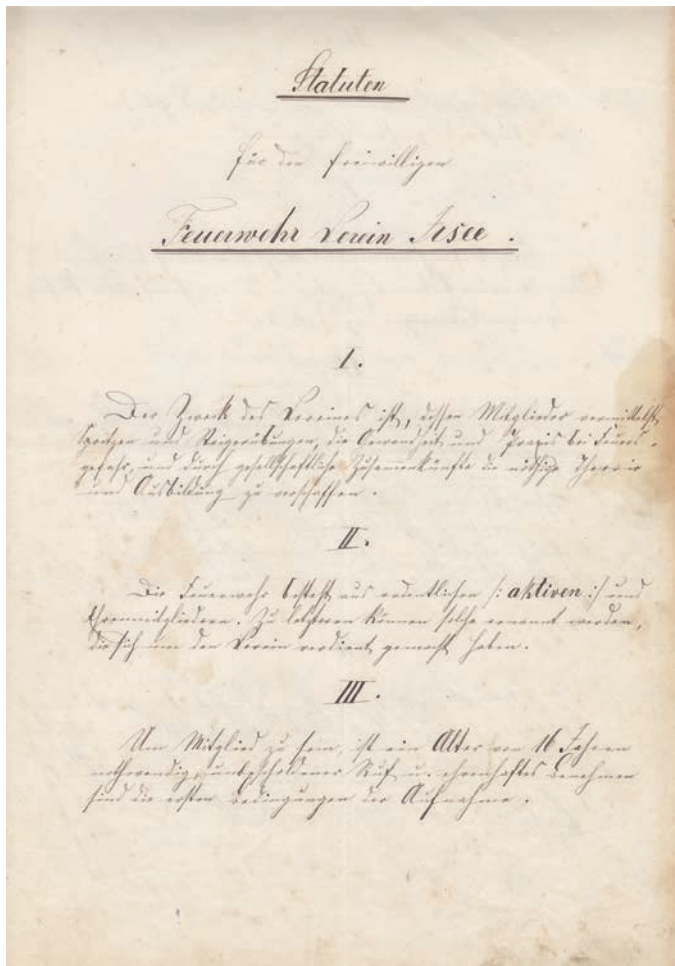 Statuten
für den freiwilligen
Feuerwehr Verein Irsee.
I.
Der Zweck des Vereines ist, dessen Mitglieder vermittelst
Spritzen und Steigerübungen, die Gewandheit und Praxis bei Feuers-
gefahr, und durch gesellschaftliche Zusammenkünfte die nöthige Theorie
und Ausbildung zu verschaffen.
II.
Die Feuerwehr besteht aus ordentlichen /: aktiven :/ und
Ehrenmitgliedern. Zu letzteren können solche ernannt werden,
die sich um den Verein verdient gemacht haben.
III.
Um Mitglied zu sein, ist ein Alter von 16 Jahren
nothwendig, unbescholdener Ruf u. ehrenhaftes Benehmen
sind die ersten Bedingungen der Aufnahme.